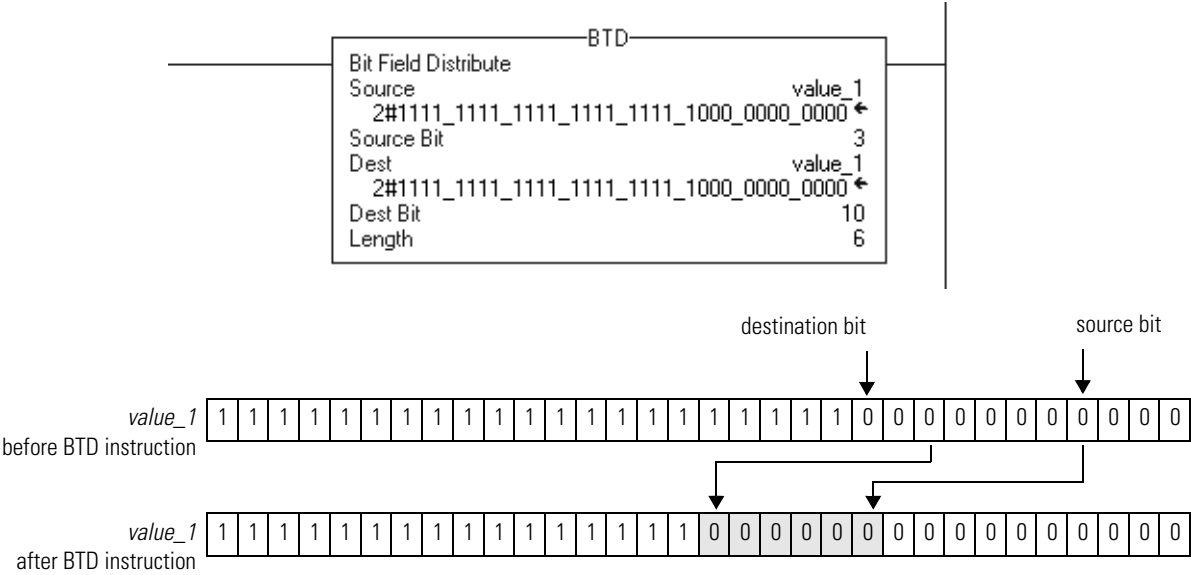 BTD
Bit Field Distribute
Source value_1
2#1111_1111_1111_1111_1111_1000_0000_0000
Source Bit 3
Dest value_1
2#1111_1111_1111_1111_1111_1000_0000_0000
Dest Bit 10
Length 6
destination bit source bit
value_1 1 1 1 1 1 1 1 1 1 1 1 1 1 1 1 1 1 1 1 1 1 0 0 0 0 0 0 0 0 0 0 0
before BTD instruction
value_1 1 1 1 1 1 1 1 1 1 1 1 1 1 1 1 1 0 0 0 0 0 0 0 0 0 0 0 0 0 0 0 0
after BTD instruction